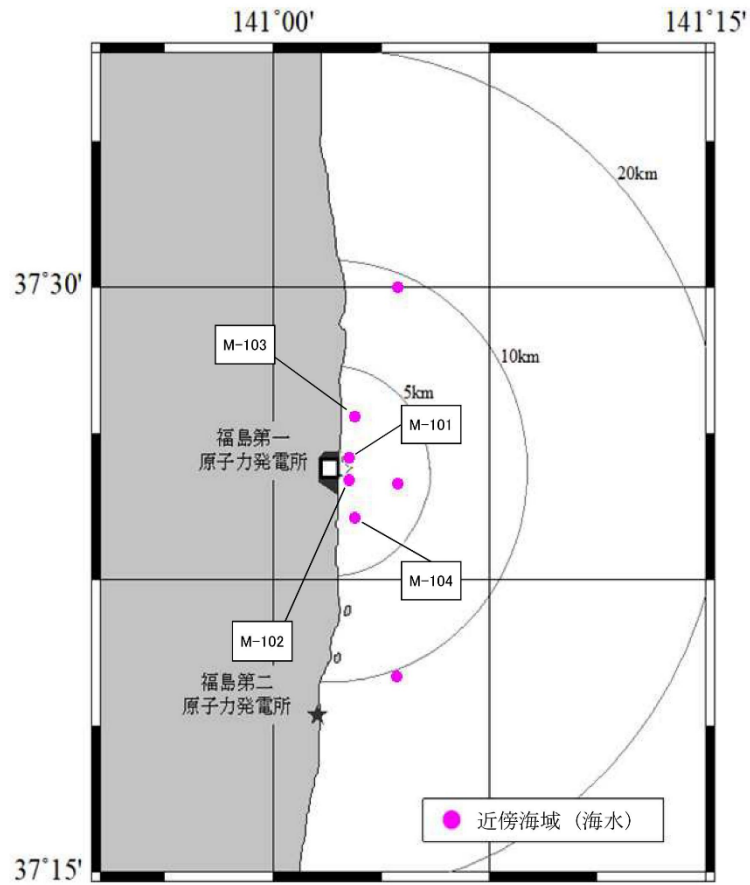 141°00'
141°15'
20km
37°30'
M-103
10km
5km
M-101
福島第一
原子力発電所
M-104
M-102
福島第二
原子力発電所
近傍海域（海水）
37°15'